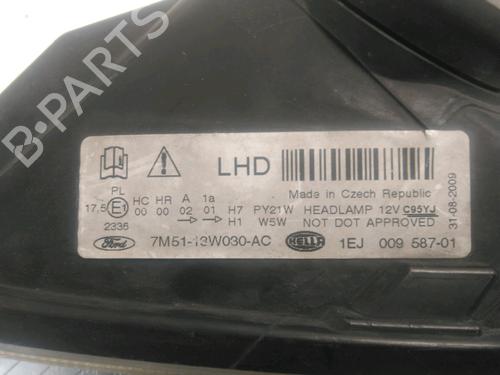 B-PARTS
LHD
Made in Czech Republic
PL HC HR A 1a
17,5 E1 00 00 02 01 H7 PY21W HEADLAMP 12V C95YJ
2336 H1 W5W NOT DOT APPROVED
Ford 7M51-13W030-AC HELLA 1EJ 009 587-01
31-08-2009